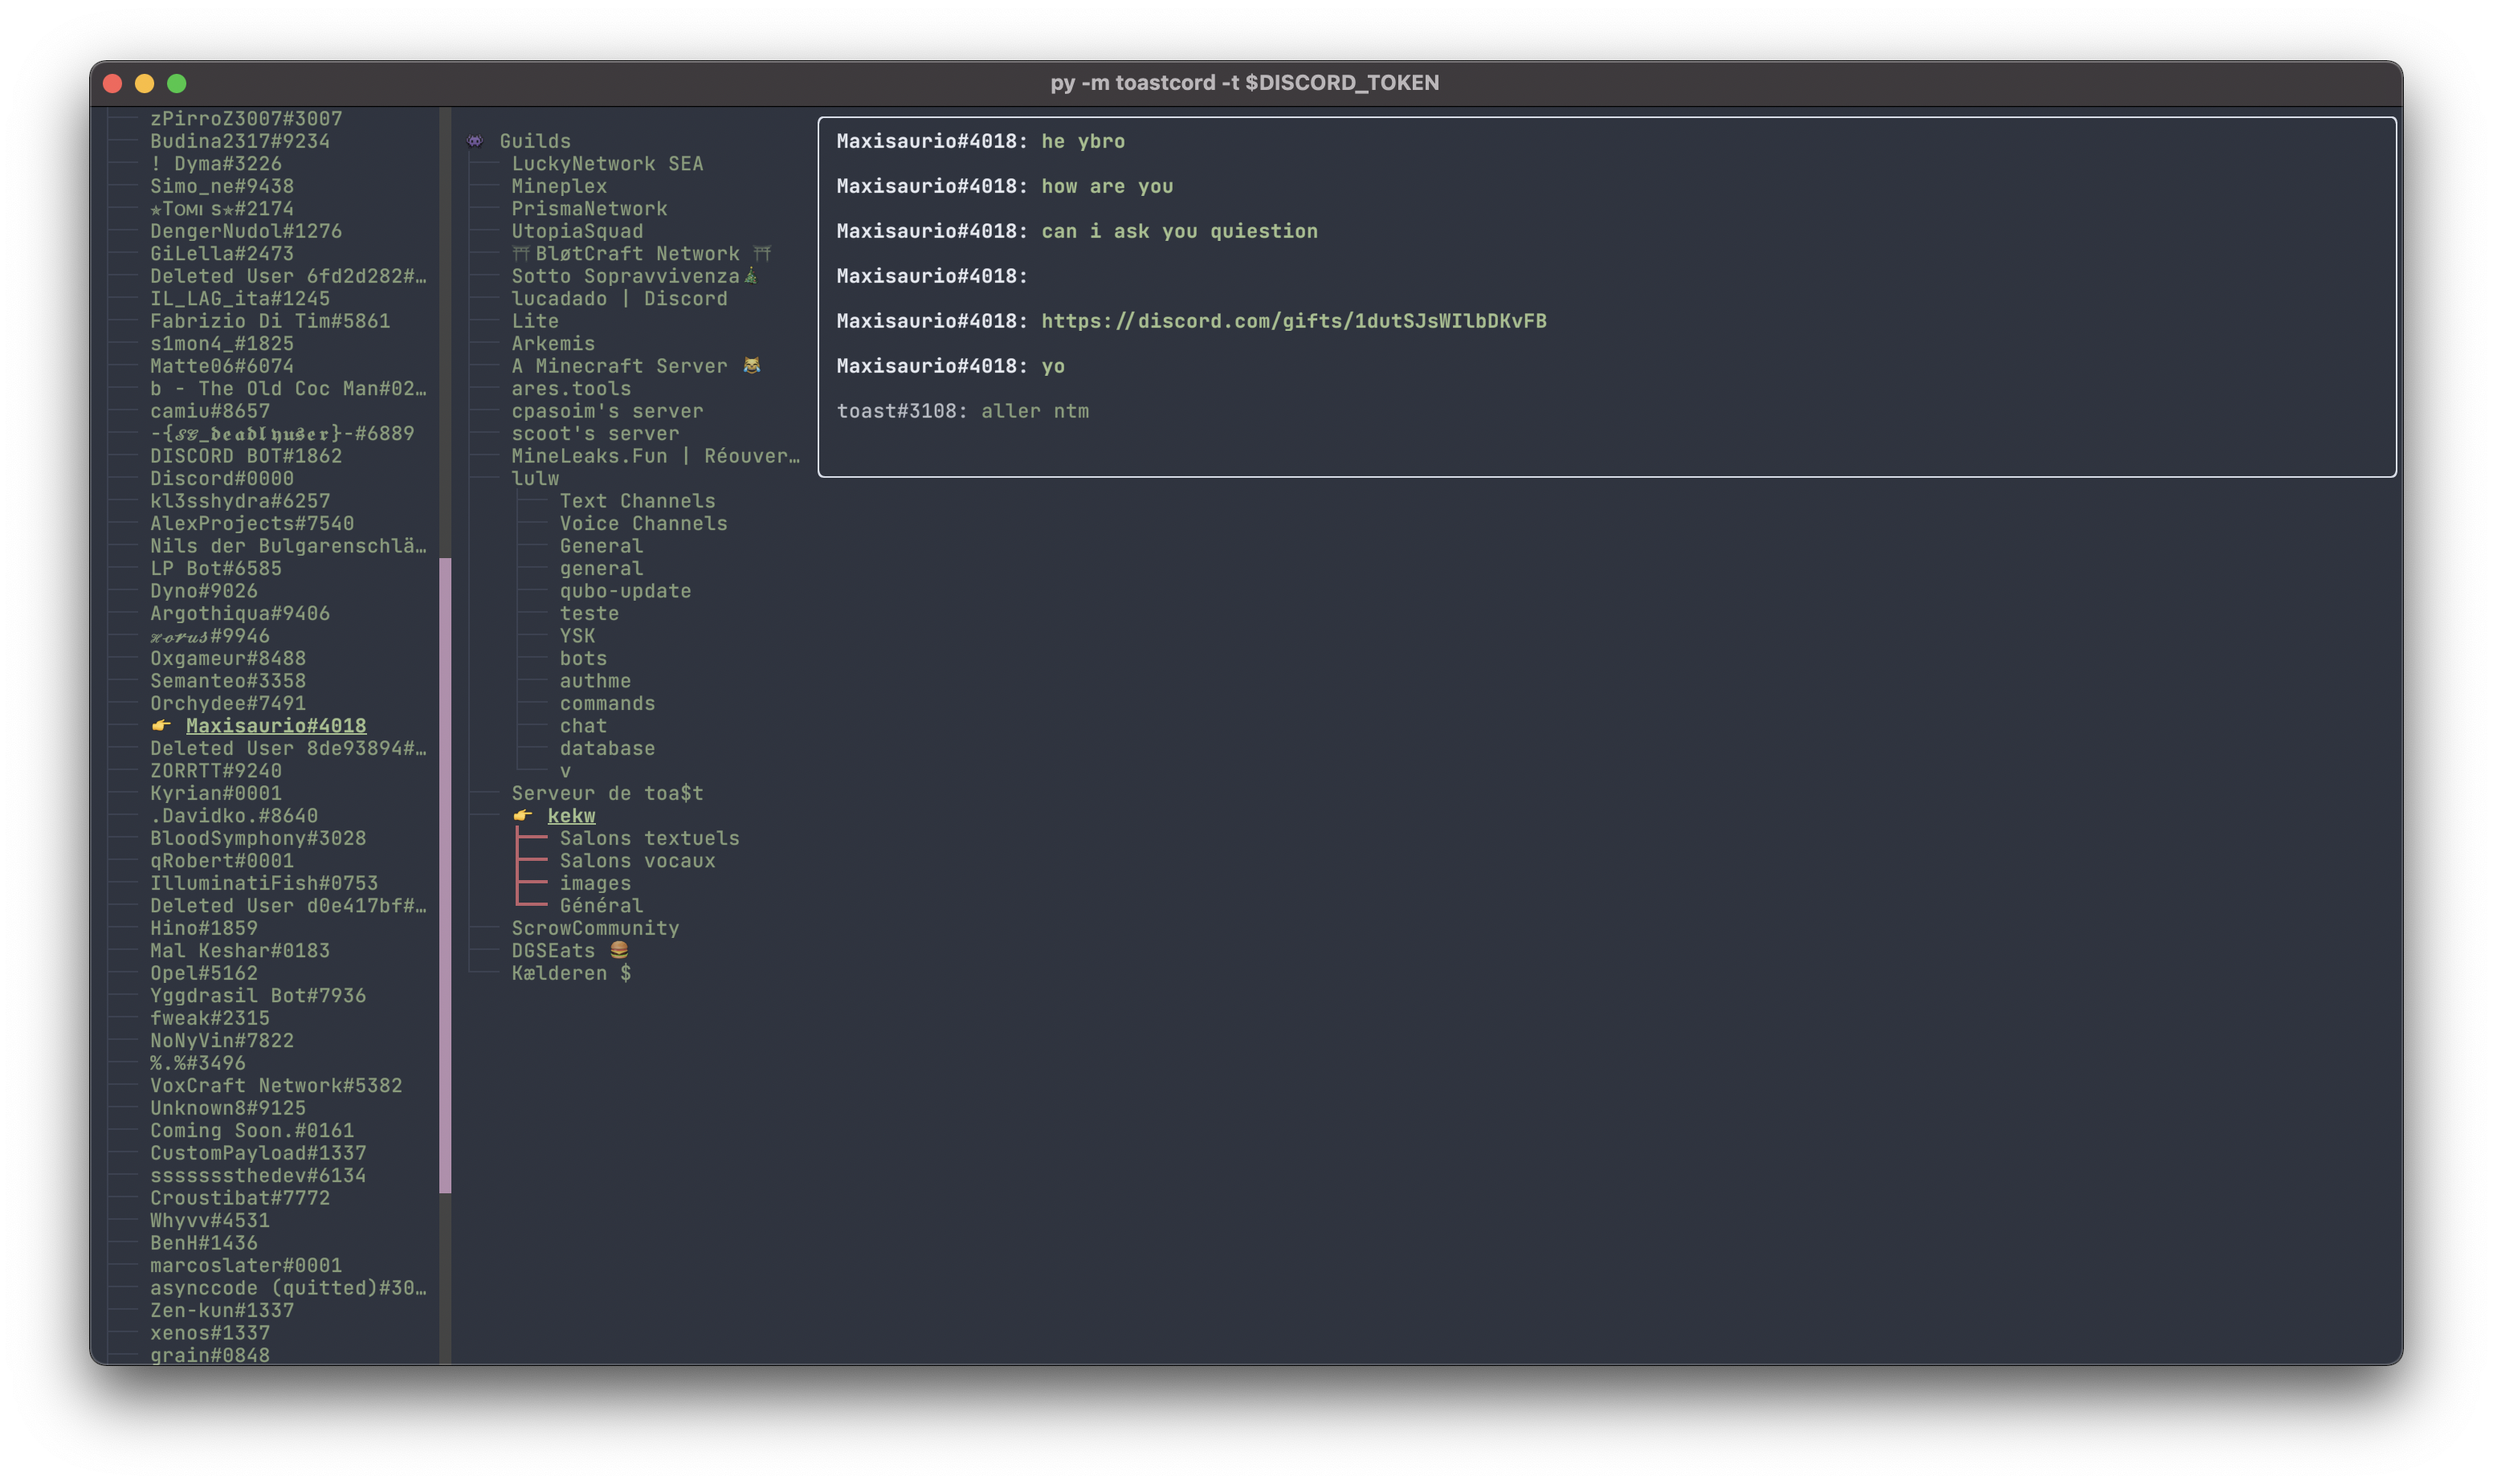 py -m toastcord -t $DISCORD_TOKEN
zPirroZ3007#3007
Budina2317#9234
! Dyma#3226
Simo_ne#9438
✭Tᴏᴍı s✭#2174
DengerNudol#1276
GiLella#2473
Deleted User 6fd2d282#…
IL_LAG_ita#1245
Fabrizio Di Tim#5861
s1mon4_#1825
Matte06#6074
b - The Old Coc Man#02…
camiu#8657
-{𝓈𝓰_𝖉𝖊𝖆𝖉𝖑𝖞𝖚𝖘𝖊𝖗}-#6889
DISCORD BOT#1862
Discord#0000
kl3sshydra#6257
AlexProjects#7540
Nils der Bulgarenschlä…
LP Bot#6585
Dyno#9026
Argothiqua#9406
𝓍ℴ𝓇𝓊𝓈#9946
Oxgameur#8488
Semanteo#3358
Orchydee#7491
👉 Maxisaurio#4018
Deleted User 8de93894#…
ZORRTT#9240
Kyrian#0001
.Davidko.#8640
BloodSymphony#3028
qRobert#0001
IlluminatiFish#0753
Deleted User d0e417bf#…
Hino#1859
Mal Keshar#0183
Opel#5162
Yggdrasil Bot#7936
fweak#2315
NoNyVin#7822
%.%#3496
VoxCraft Network#5382
Unknown8#9125
Coming Soon.#0161
CustomPayload#1337
sssssssthedev#6134
Croustibat#7772
Whyvv#4531
BenH#1436
marcoslater#0001
asynccode (quitted)#30…
Zen-kun#1337
xenos#1337
grain#0848
👾 Guilds
LuckyNetwork SEA
Mineplex
PrismaNetwork
UtopiaSquad
⛩BløtCraft Network ⛩
Sotto Sopravvivenza🎄
lucadado | Discord
Lite
Arkemis
A Minecraft Server 😹
ares.tools
cpasoim's server
scoot's server
MineLeaks.Fun | Réouver…
lulw
Text Channels
Voice Channels
General
general
qubo-update
teste
YSK
bots
authme
commands
chat
database
v
Serveur de toa$t
👉 kekw
Salons textuels
Salons vocaux
images
Général
ScrowCommunity
DGSEats 🍔
Kælderen $
Maxisaurio#4018: he ybro
Maxisaurio#4018: how are you
Maxisaurio#4018: can i ask you quiestion
Maxisaurio#4018:
Maxisaurio#4018: https://discord.com/gifts/1dutSJsWIlbDKvFB
Maxisaurio#4018: yo
toast#3108: aller ntm